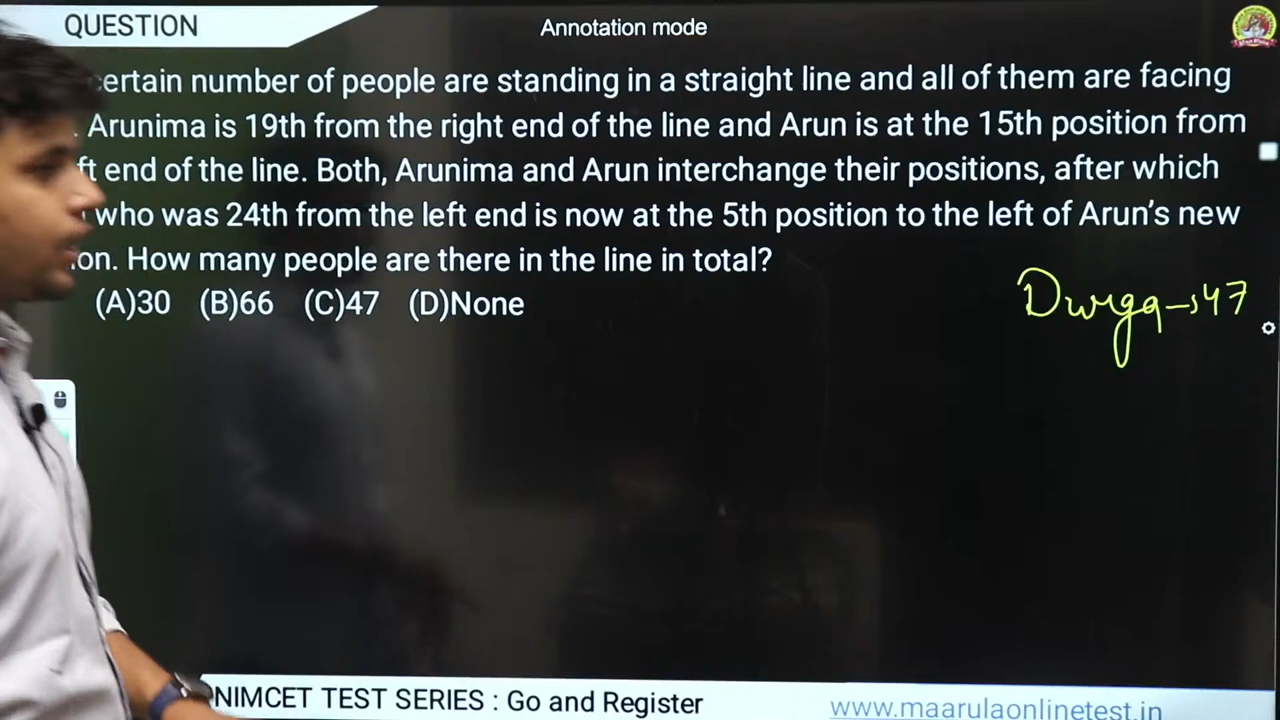 QUESTION
Annotation mode
certain number of people are standing in a straight line and all of them are facing
Arunima is 19th from the right end of the line and Arun is at the 15th position from
end of the line. Both, Arunima and Arun interchange their positions, after which
who was 24th from the left end is now at the 5th position to the left of Arun's new
How many people are there in the line in total?
(A)30 (B)66 (C)47 (D)None
47
NIMCET TEST SERIES : Go and Register
www.maarulaonlinetest.in